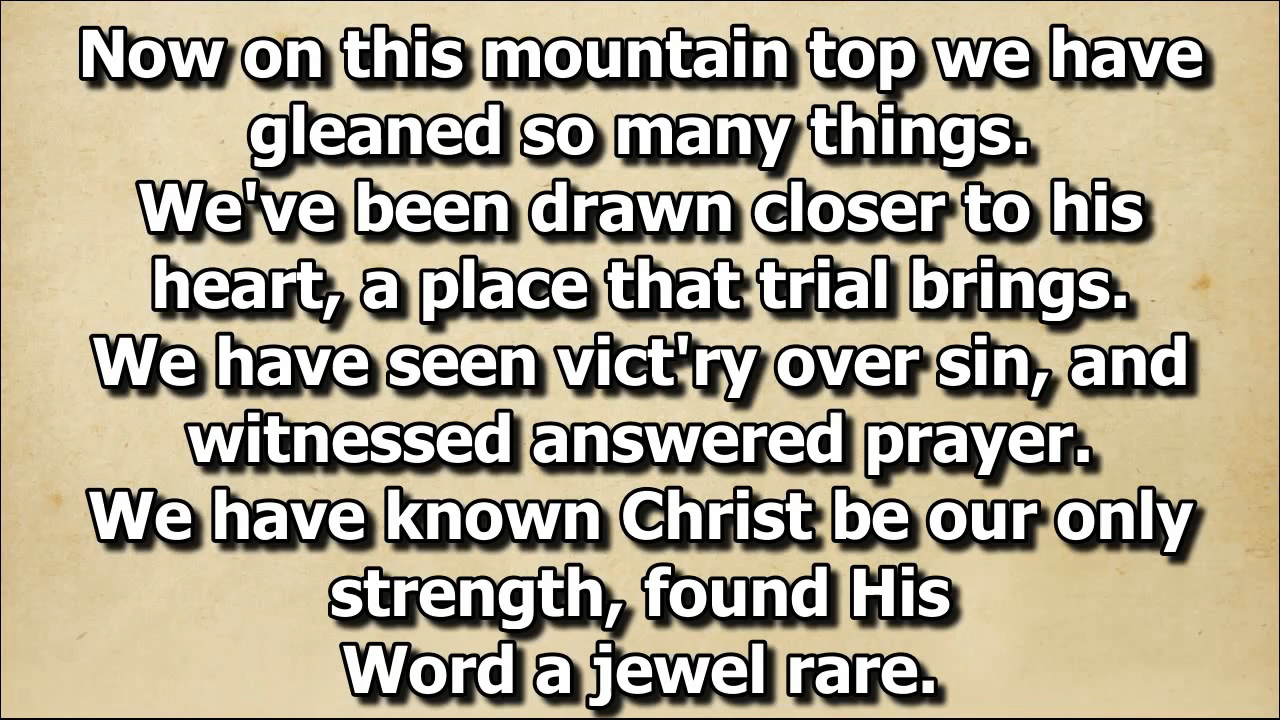 Now on this mountain top we have
gleaned so many things.
We've been drawn closer to his
heart, a place that trial brings.
We have seen vict'ry over sin, and
witnessed answered prayer.
We have known Christ be our only
strength, found His
Word a jewel rare.